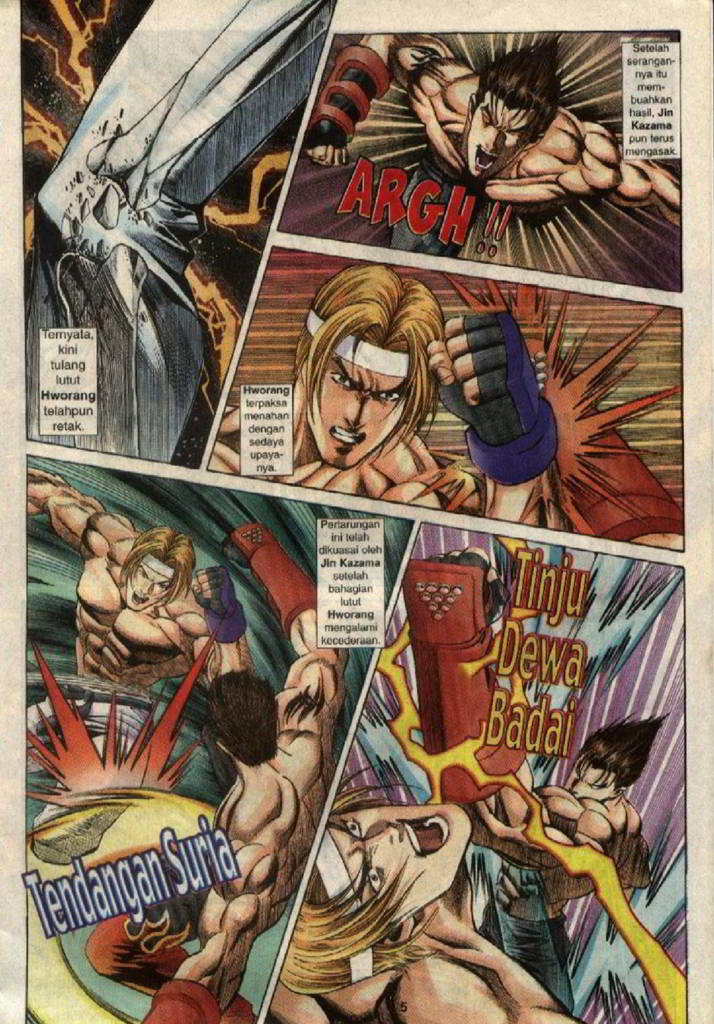 Ternyata,
kini
tulang
lutut
Hworang
telahpun
retak.
Setelah
serangan-
nya itu
mem-
buahkan
hasil, Jin
Kazama
pun terus
mengasak.
ARGH!!
Hworang
terpaksa
menahan
dengan
sedaya
upaya-
nya.
Pertarungan
ini telah
dikuasai oleh
Jin Kazama
setelah
bahagian
lutut
Hworang
mengalami
kecederaan.
Tendangan Suria
Tinju
Dewa
Badai
5